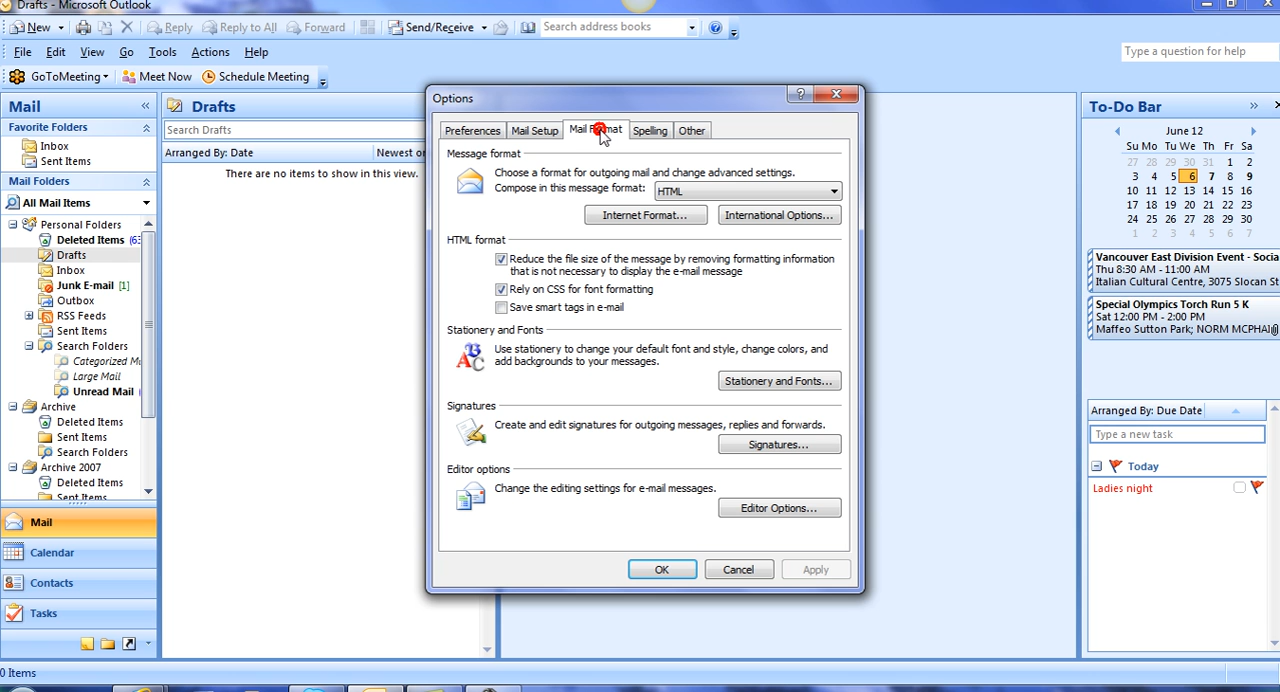 Drafts - Microsoft Outlook
New Reply Reply to All Forward Send/Receive Search address books
File Edit View Go Tools Actions Help
Type a question for help
GoToMeeting Meet Now Schedule Meeting
Mail «
Favorite Folders
Inbox
Sent Items
Mail Folders
All Mail Items
Personal Folders
Deleted Items (63
Drafts
Inbox
Junk E-mail [1]
Outbox
RSS Feeds
Sent Items
Search Folders
Categorized M
Large Mail
Unread Mail
Archive
Deleted Items
Sent Items
Search Folders
Archive 2007
Deleted Items
Sent Items
Mail
Calendar
Contacts
Tasks
0 Items
Drafts
Search Drafts
Arranged By: Date Newest o
There are no items to show in this view.
Options
Preferences Mail Setup Mail Format Spelling Other
Message format
Choose a format for outgoing mail and change advanced settings.
Compose in this message format: HTML
Internet Format... International Options...
HTML format
Reduce the file size of the message by removing formatting information
that is not necessary to display the e-mail message
Rely on CSS for font formatting
Save smart tags in e-mail
Stationery and Fonts
Use stationery to change your default font and style, change colors, and
add backgrounds to your messages.
Stationery and Fonts...
Signatures
Create and edit signatures for outgoing messages, replies and forwards.
Signatures...
Editor options
Change the editing settings for e-mail messages.
Editor Options...
OK Cancel Apply
To-Do Bar »
June 12
Su Mo Tu We Th Fr Sa
27 28 29 30 31 1 2
3 4 5 6 7 8 9
10 11 12 13 14 15 16
17 18 19 20 21 22 23
24 25 26 27 28 29 30
1 2 3 4 5 6 7
Vancouver East Division Event - Socia
Thu 8:30 AM - 11:00 AM
Italian Cultural Centre, 3075 Slocan St
Special Olympics Torch Run 5 K
Sat 12:00 PM - 2:00 PM
Maffeo Sutton Park; NORM MCPHAI
Arranged By: Due Date
Type a new task
Today
Ladies night